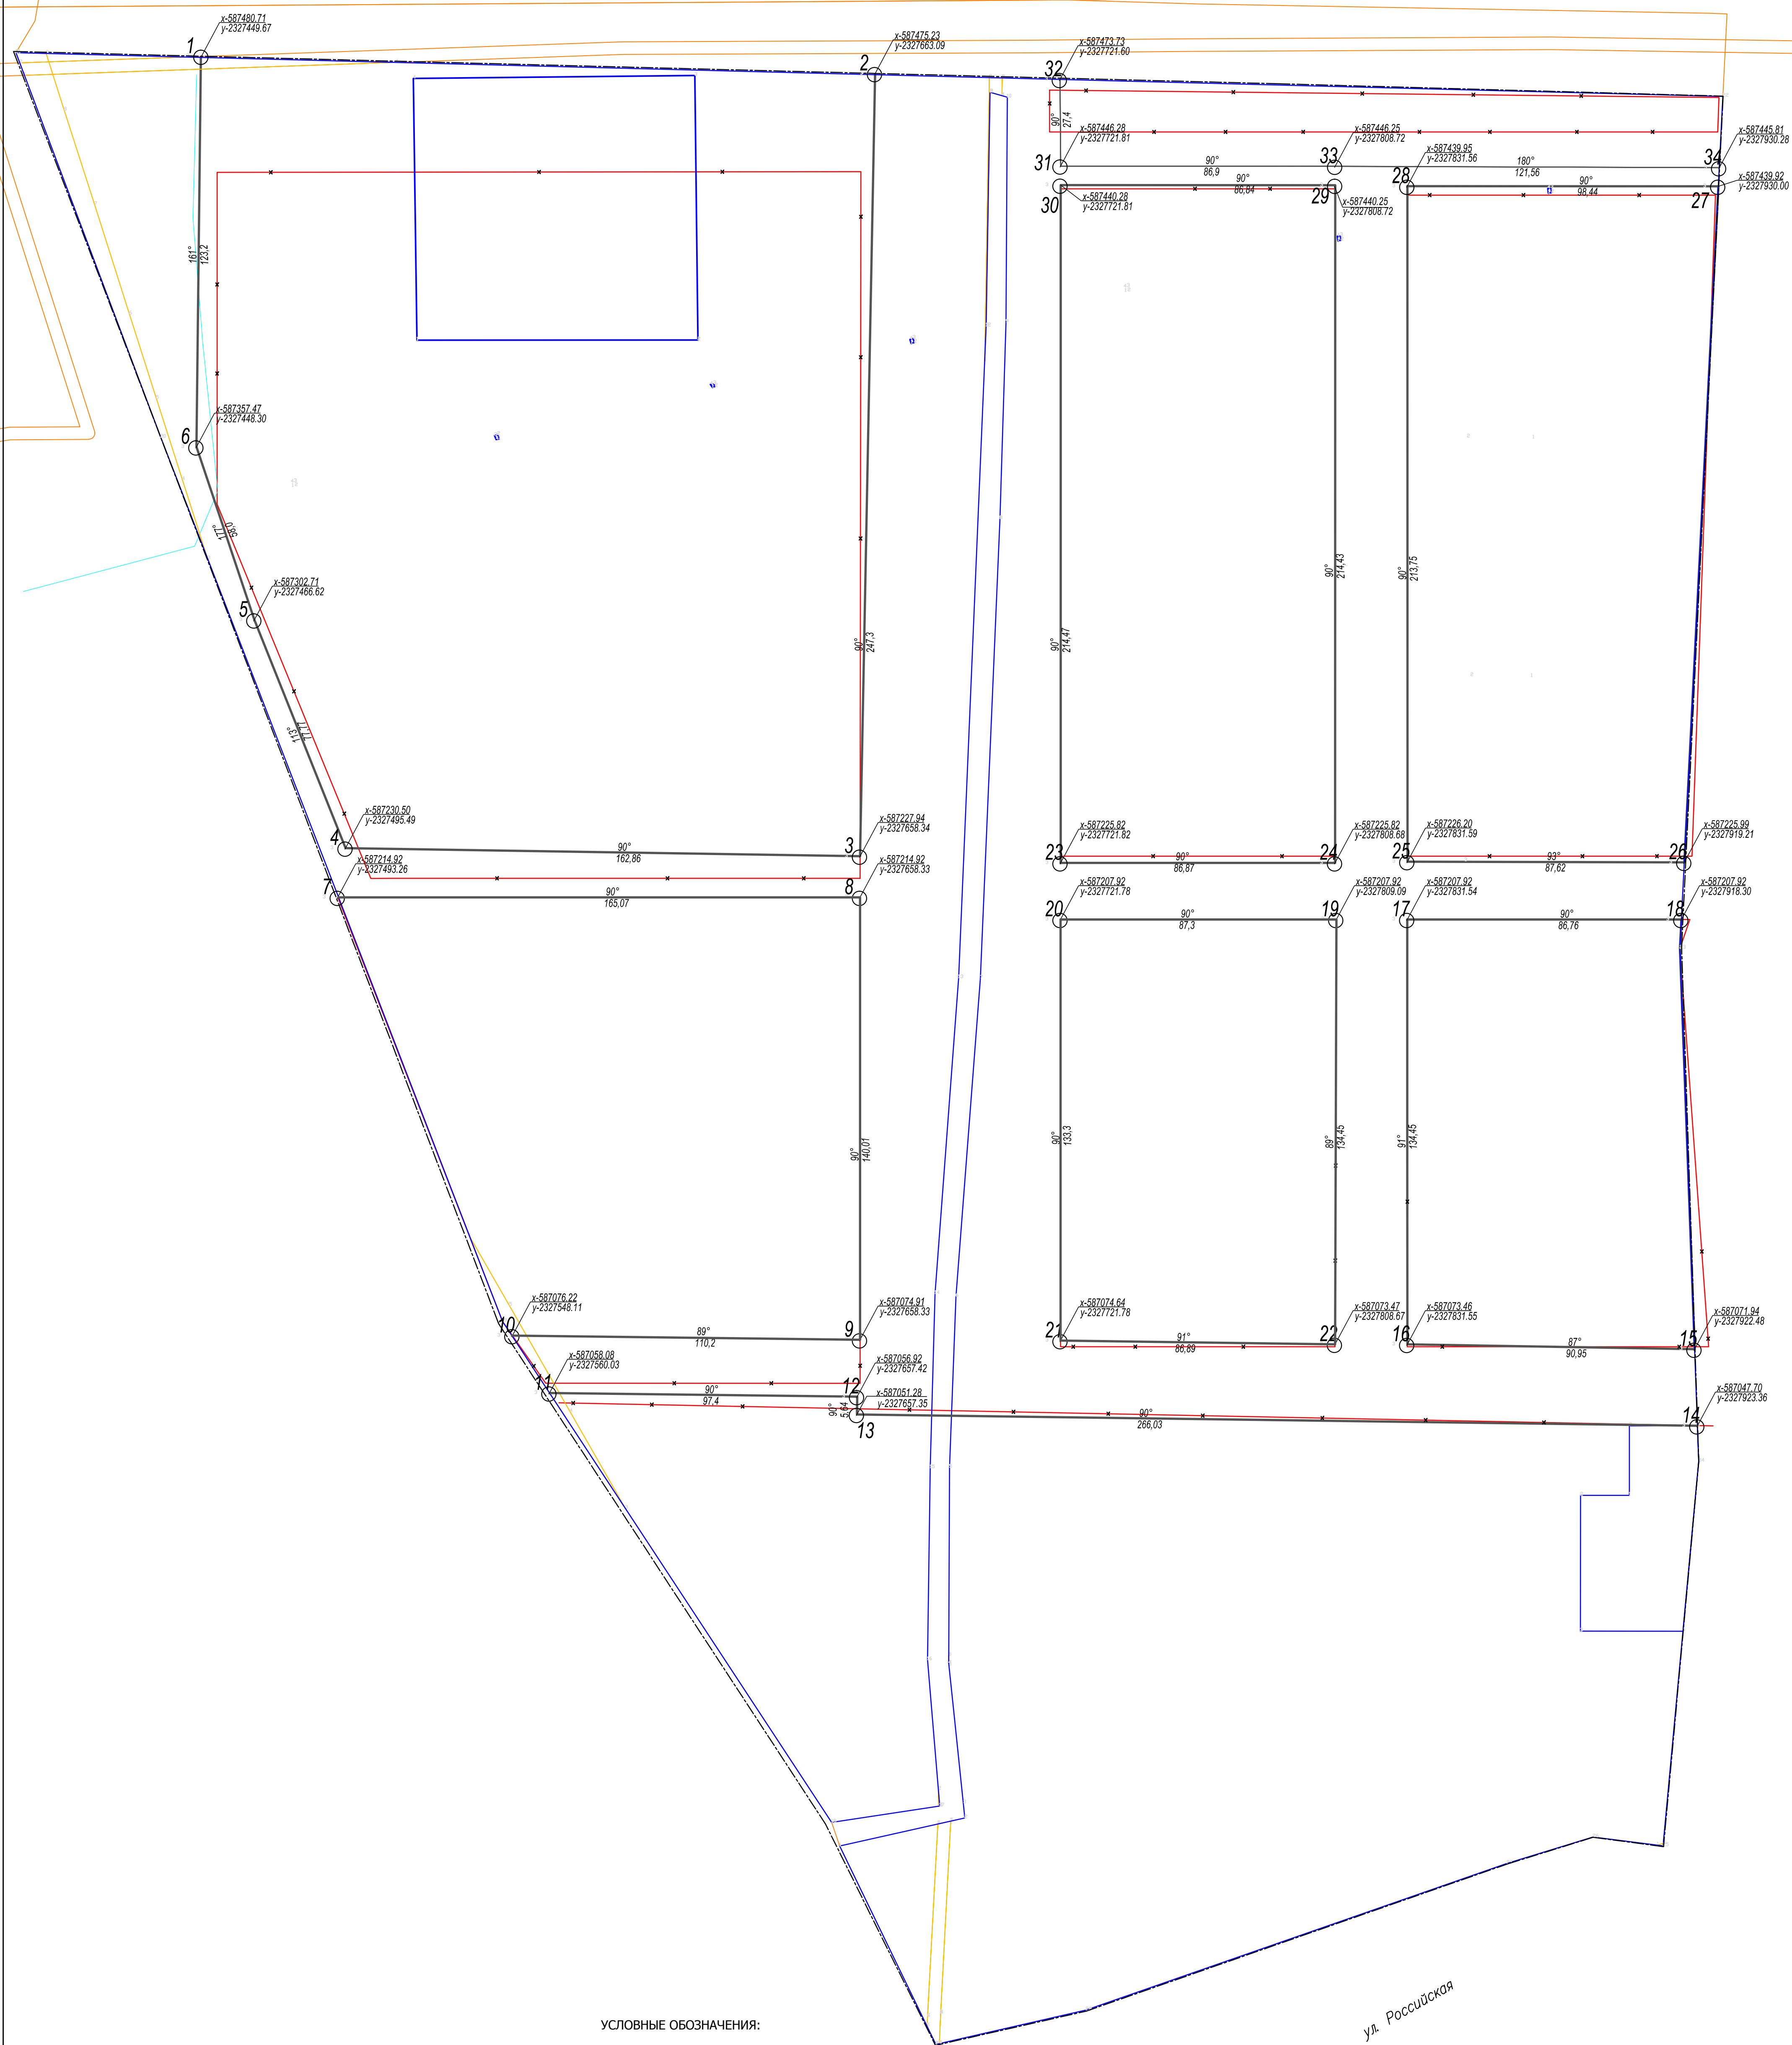 x-587480.71
y-2327449.67
1
x-587475.23
y-2327663.09
2
x-587473.73
y-2327721.60
32
90°
27,4
x-587446.28
y-2327721.81
31
90°
86,9
x-587446.25
y-2327808.72
33
x-587439.95
y-2327831.56
28
180°
121,56
x-587445.81
y-2327930.28
34
90°
86,84
90°
98,44
x-587439.92
y-2327930.00
27
30
x-587440.28
y-2327721.81
29
x-587440.25
y-2327808.72
161°
123,2
x-587357.47
y-2327448.30
6
177°
58,0
x-587302.71
y-2327466.62
5
113°
77,77
90°
247,3
90°
214,47
90°
214,43
90°
213,75
x-587230.50
y-2327495.49
4
90°
162,86
x-587227.94
y-2327658.34
3
x-587225.82
y-2327721.82
23
90°
86,87
x-587225.82
y-2327808.68
24
x-587226.20
y-2327831.59
25
93°
87,62
x-587225.99
y-2327919.21
26
x-587214.92
y-2327493.26
7
90°
165,07
x-587214.92
y-2327658.33
8
x-587207.92
y-2327721.78
20
90°
87,3
x-587207.92
y-2327809.09
19
x-587207.92
y-2327831.54
17
90°
86,76
x-587207.92
y-2327918.30
18
90°
140,01
90°
133,3
89°
134,45
91°
134,45
x-587076.22
y-2327548.11
10
89°
110,2
x-587074.91
y-2327658.33
9
x-587074.64
y-2327721.78
21
91°
86,89
x-587073.47
y-2327808.67
22
x-587073.46
y-2327831.55
16
87°
90,95
x-587071.94
y-2327922.48
15
x-587058.08
y-2327560.03
11
90°
97,4
x-587056.92
y-2327657.42
12
90°
5,64
x-587051.28
y-2327657.35
13
90°
266,03
x-587047.70
y-2327923.36
14
УСЛОВНЫЕ ОБОЗНАЧЕНИЯ:
ул. Российская